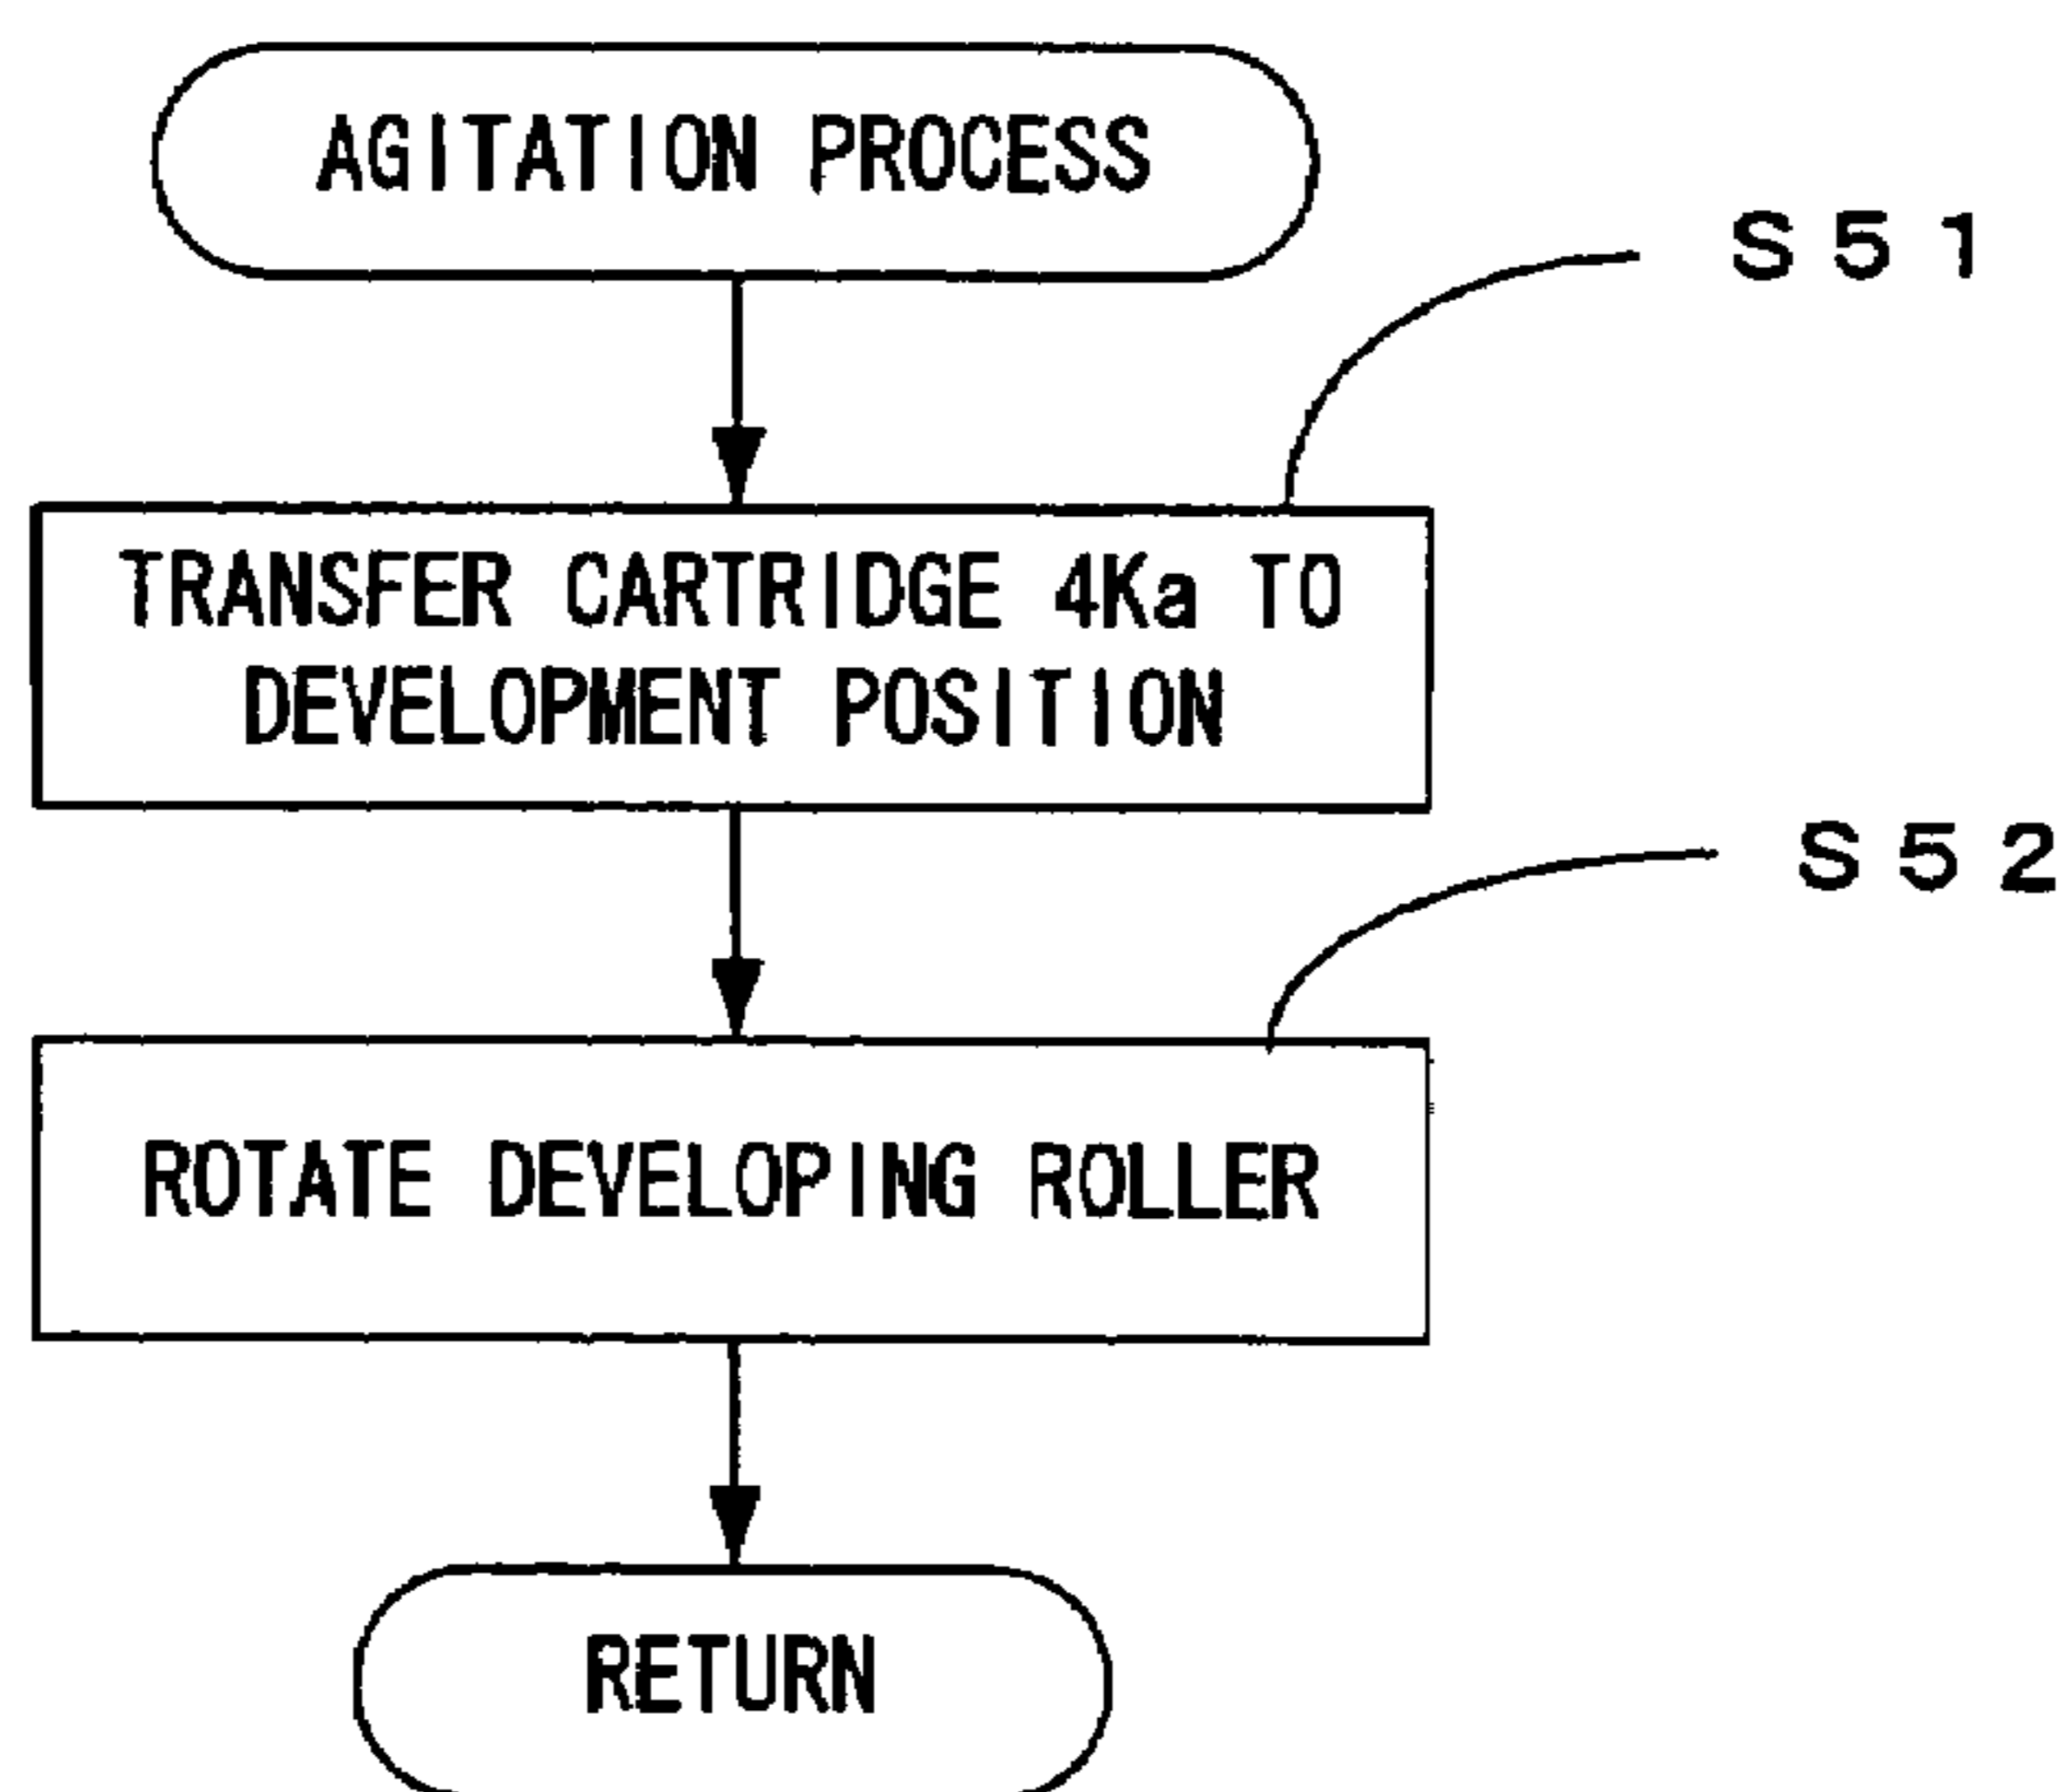 AGITATION PROCESS
S51
TRANSFER CARTRIDGE 4Ka TO
DEVELOPMENT POSITION
S52
ROTATE DEVELOPING ROLLER
RETURN